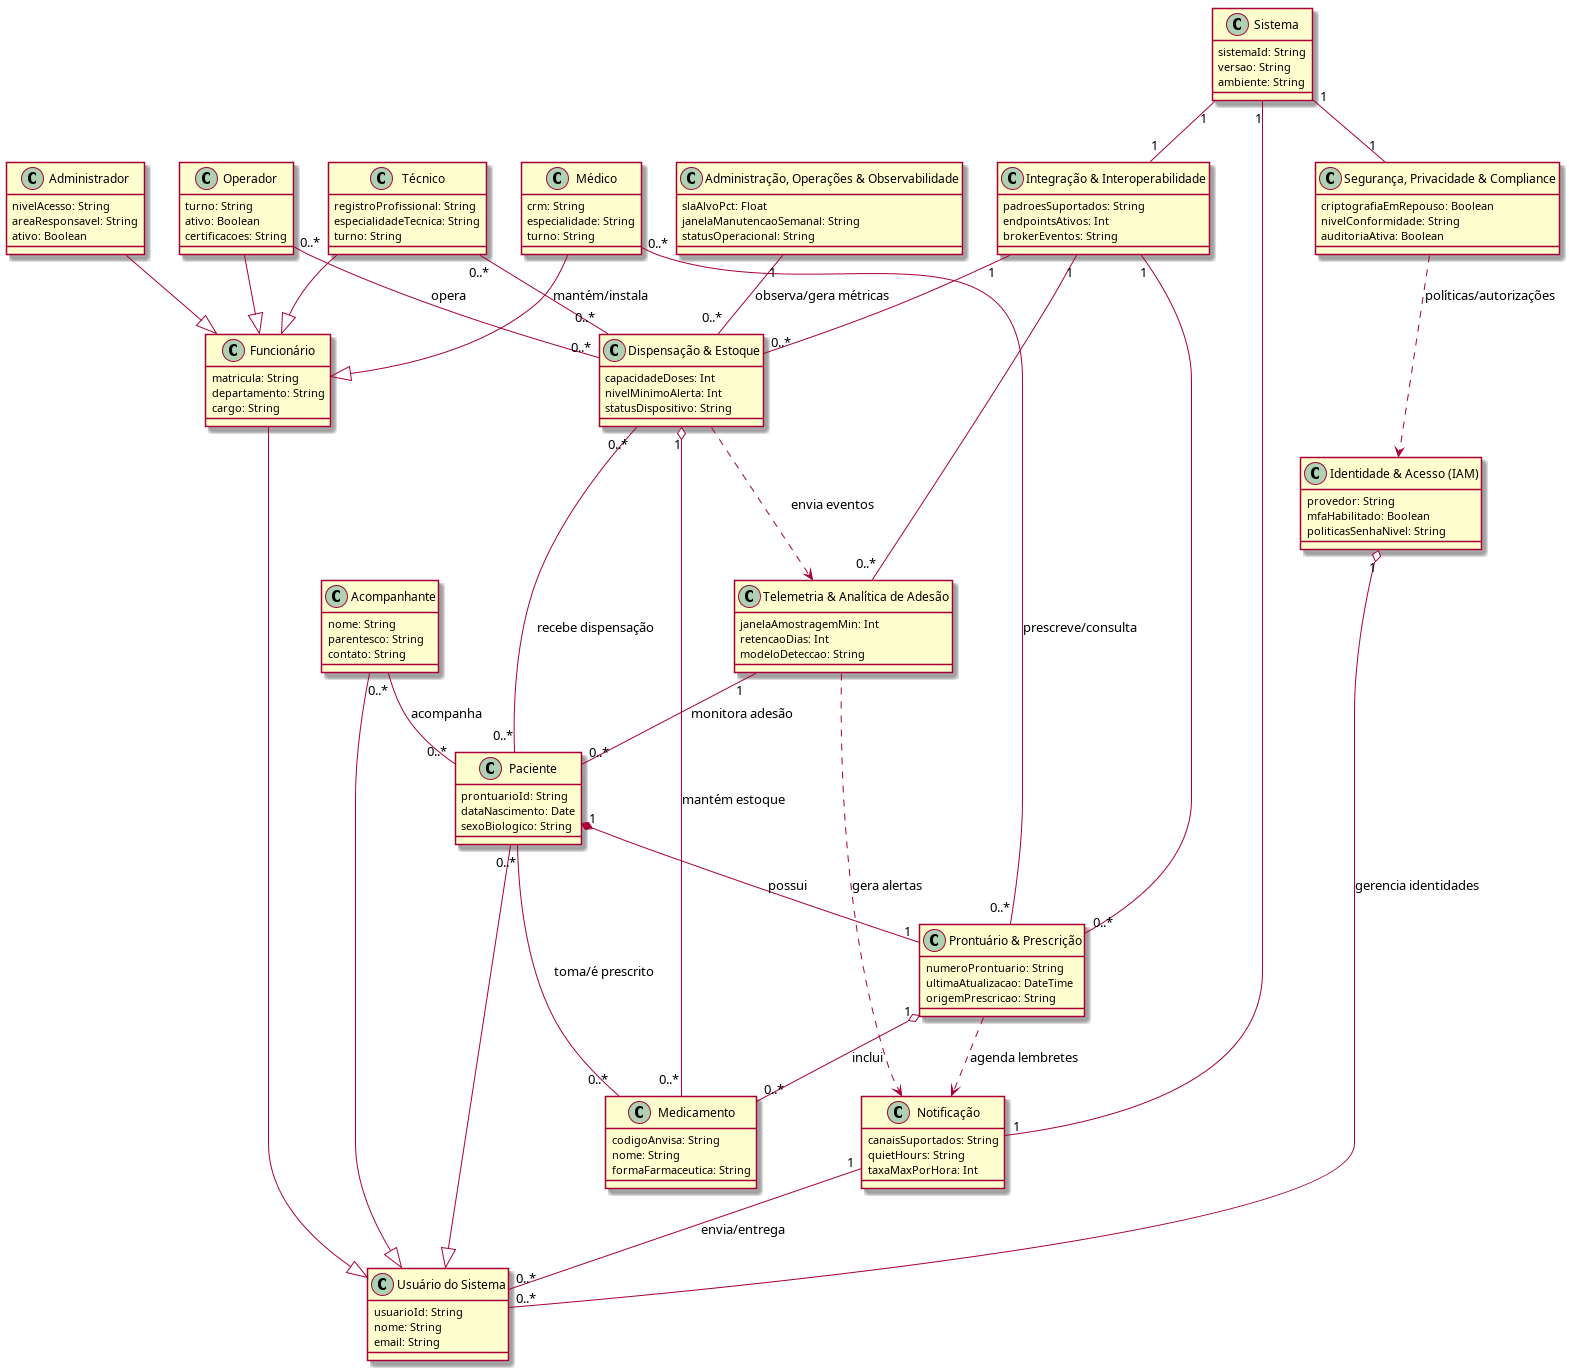 C Sistema
sistemaId: String
versao: String
ambiente: String
1
1
1
1
1
C Administrador
nivelAcesso: String
areaResponsavel: String
ativo: Boolean
C Operador
turno: String
ativo: Boolean
certificacoes: String
C Técnico
registroProfissional: String
especialidadeTecnica: String
turno: String
C Médico
crm: String
especialidade: String
turno: String
C Administração, Operações & Observabilidade
slaAlvoPct: Float
janelaManutencaoSemanal: String
statusOperacional: String
C Integração & Interoperabilidade
padroesSuportados: String
endpointsAtivos: Int
brokerEventos: String
C Segurança, Privacidade & Compliance
criptografiaEmRepouso: Boolean
nivelConformidade: String
auditoriaAtiva: Boolean
0..*
0..*
0..*
1
1
1
1
opera
mantém/instala
observa/gera métricas
políticas/autorizações
0..*
0..*
0..*
0..*
C Funcionário
matricula: String
departamento: String
cargo: String
C Dispensação & Estoque
capacidadeDoses: Int
nivelMinimoAlerta: Int
statusDispositivo: String
0..*
1
C Identidade & Acesso (IAM)
provedor: String
mfaHabilitado: Boolean
politicasSenhaNivel: String
1
envia eventos
0..*
C Acompanhante
nome: String
parentesco: String
contato: String
recebe dispensação
C Telemetria & Analítica de Adesão
janelaAmostragemMin: Int
retencaoDias: Int
modeloDeteccao: String
prescreve/consulta
0..*
1
acompanha
monitora adesão
0..*
0..*
0..*
C Paciente
prontuarioId: String
dataNascimento: Date
sexoBiologico: String
1
mantém estoque
0..*
possui
gera alertas
gerencia identidades
0..*
0..*
1
C Prontuário & Prescrição
numeroProntuario: String
ultimaAtualizacao: DateTime
origemPrescricao: String
toma/é prescrito
1
inclui
agenda lembretes
0..*
0..*
0..*
C Medicamento
codigoAnvisa: String
nome: String
formaFarmaceutica: String
C Notificação
canaisSuportados: String
quietHours: String
taxaMaxPorHora: Int
1
1
envia/entrega
0..*
0..*
C Usuário do Sistema
usuarioId: String
nome: String
email: String